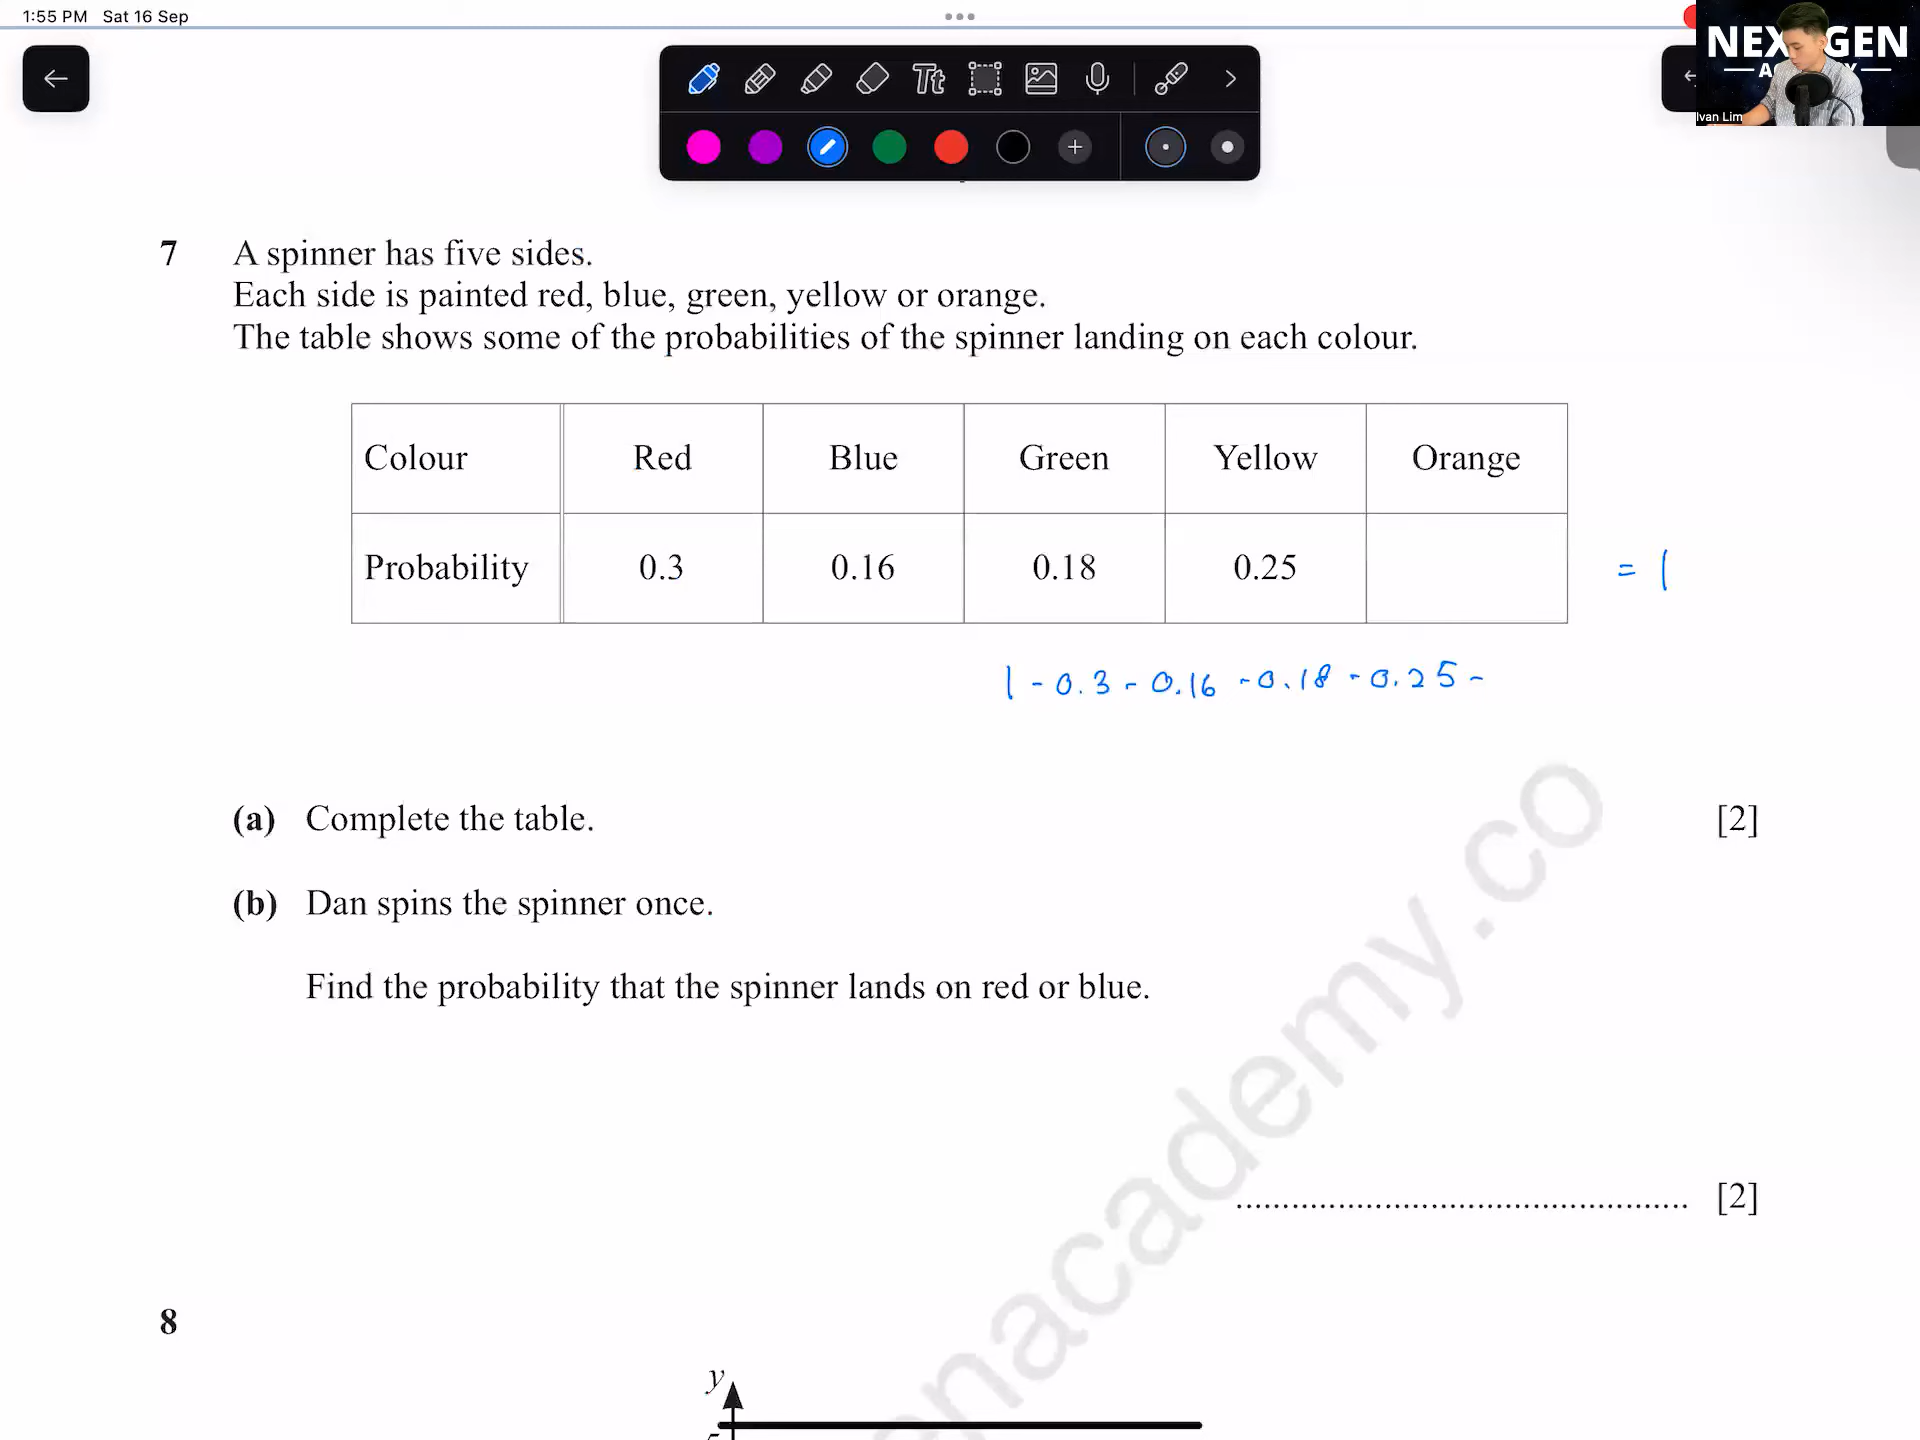 1:55 PM Sat 16 Sep
Tt
NEX GEN
Ivan Lim
7 A spinner has five sides.
Each side is painted red, blue, green, yellow or orange.
The table shows some of the probabilities of the spinner landing on each colour.
Colour Red Blue Green Yellow Orange
Probability 0.3 0.16 0.18 0.25 = 1
1 - 0.3 - 0.16 - 0.18 - 0.25 -
(a) Complete the table. [2]
(b) Dan spins the spinner once.
Find the probability that the spinner lands on red or blue.
................................................. [2]
8
y
nacademy.co